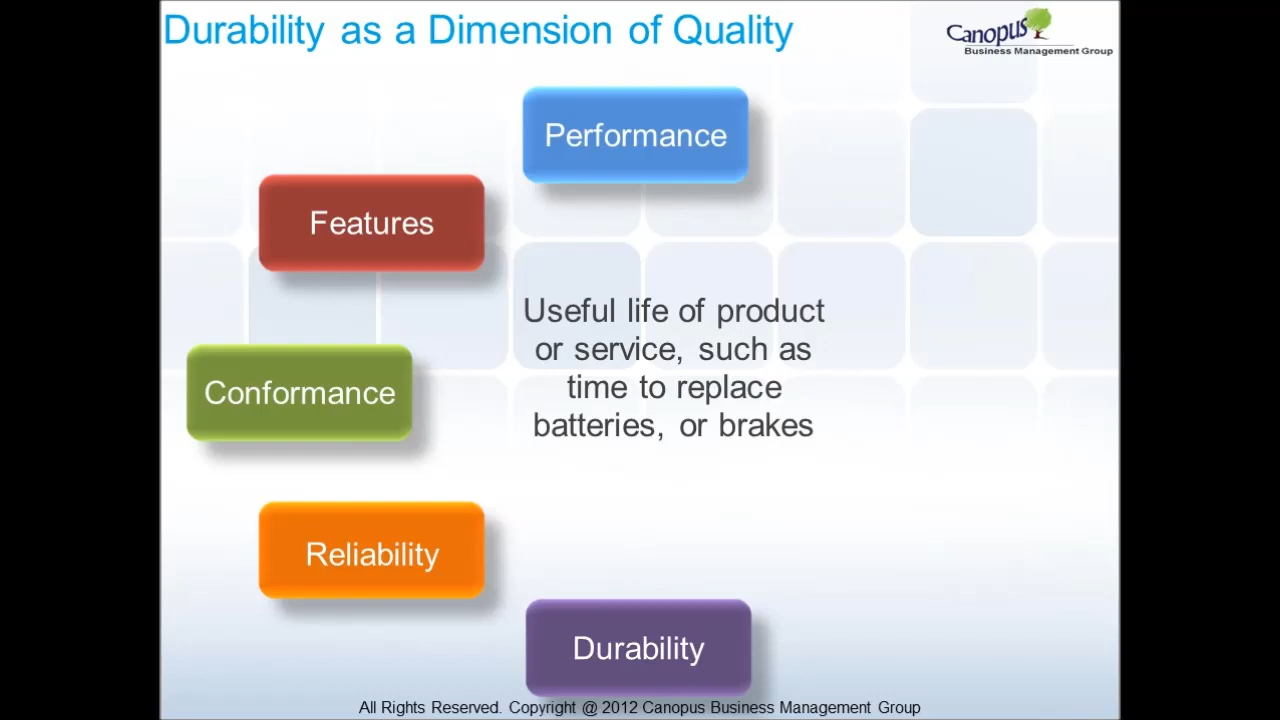 Durability as a Dimension of Quality
Canopus
Business Management Group
Performance
Features
Useful life of product
or service, such as
time to replace
batteries, or brakes
Conformance
Reliability
Durability
All Rights Reserved. Copyright @ 2012 Canopus Business Management Group